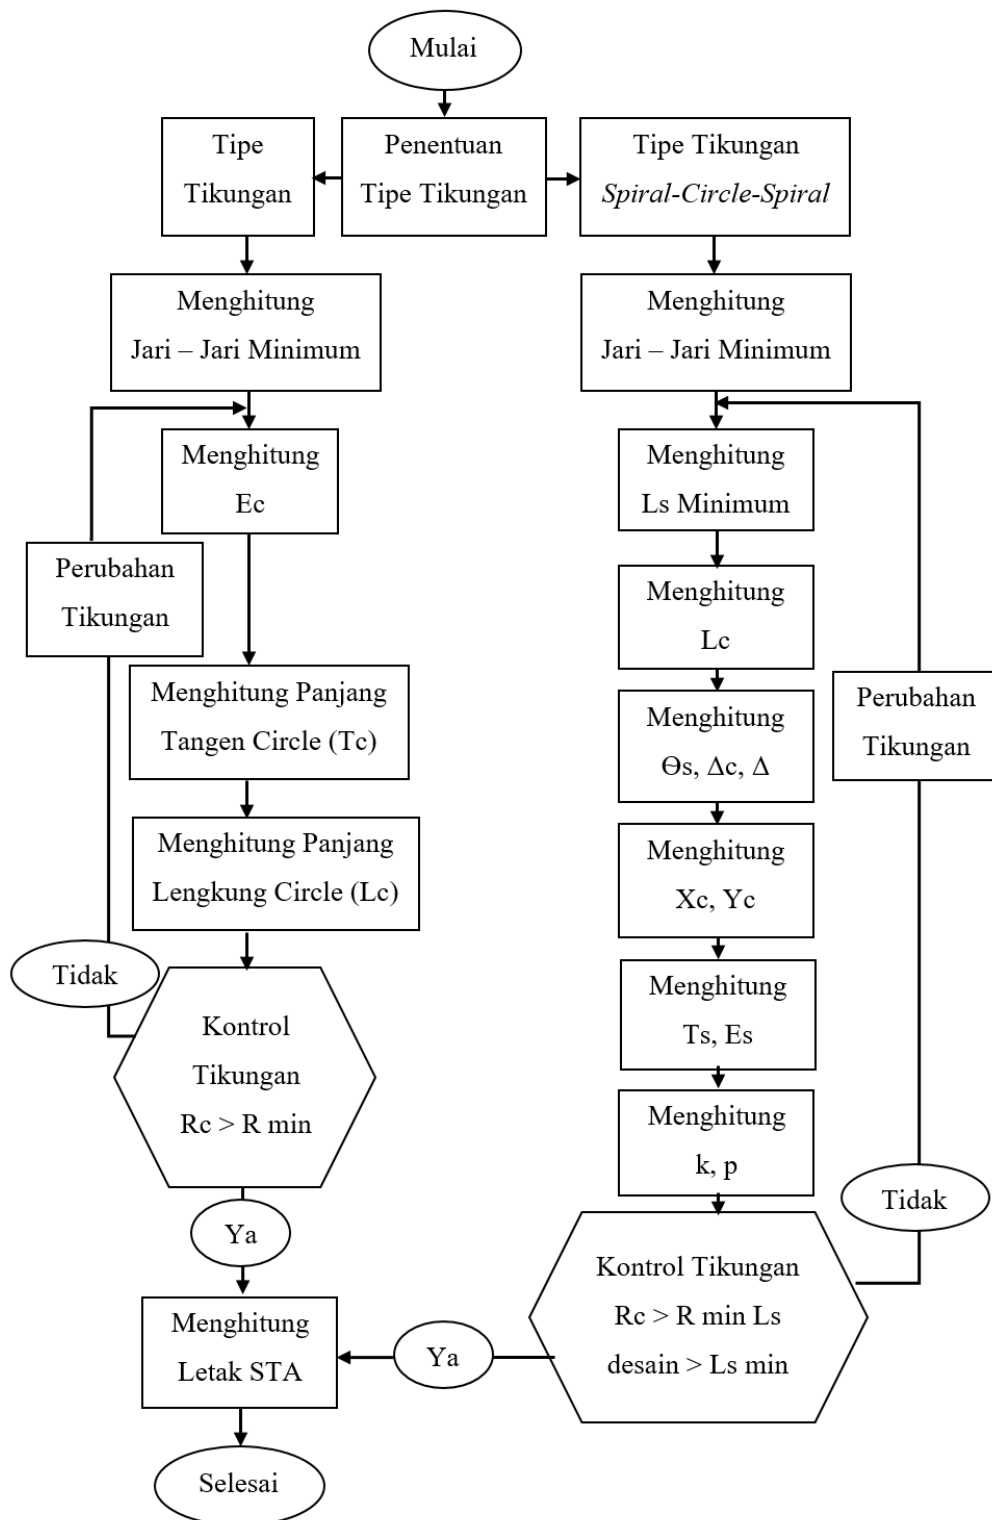 Mulai
Tipe
Tikungan
Penentuan
Tipe Tikungan
Tipe Tikungan
Spiral-Circle-Spiral
Menghitung
Jari – Jari Minimum
Menghitung
Jari – Jari Minimum
Menghitung
Ec
Perubahan
Tikungan
Menghitung Panjang
Tangen Circle (Tc)
Menghitung Panjang
Lengkung Circle (Lc)
Tidak
Kontrol
Tikungan
Rc > R min
Ya
Menghitung
Ls Minimum
Menghitung
Lc
Menghitung
Ɵs, Δc, Δ
Menghitung
Xc, Yc
Menghitung
Ts, Es
Menghitung
k, p
Perubahan
Tikungan
Tidak
Kontrol Tikungan
Rc > R min Ls
desain > Ls min
Ya
Menghitung
Letak STA
Selesai